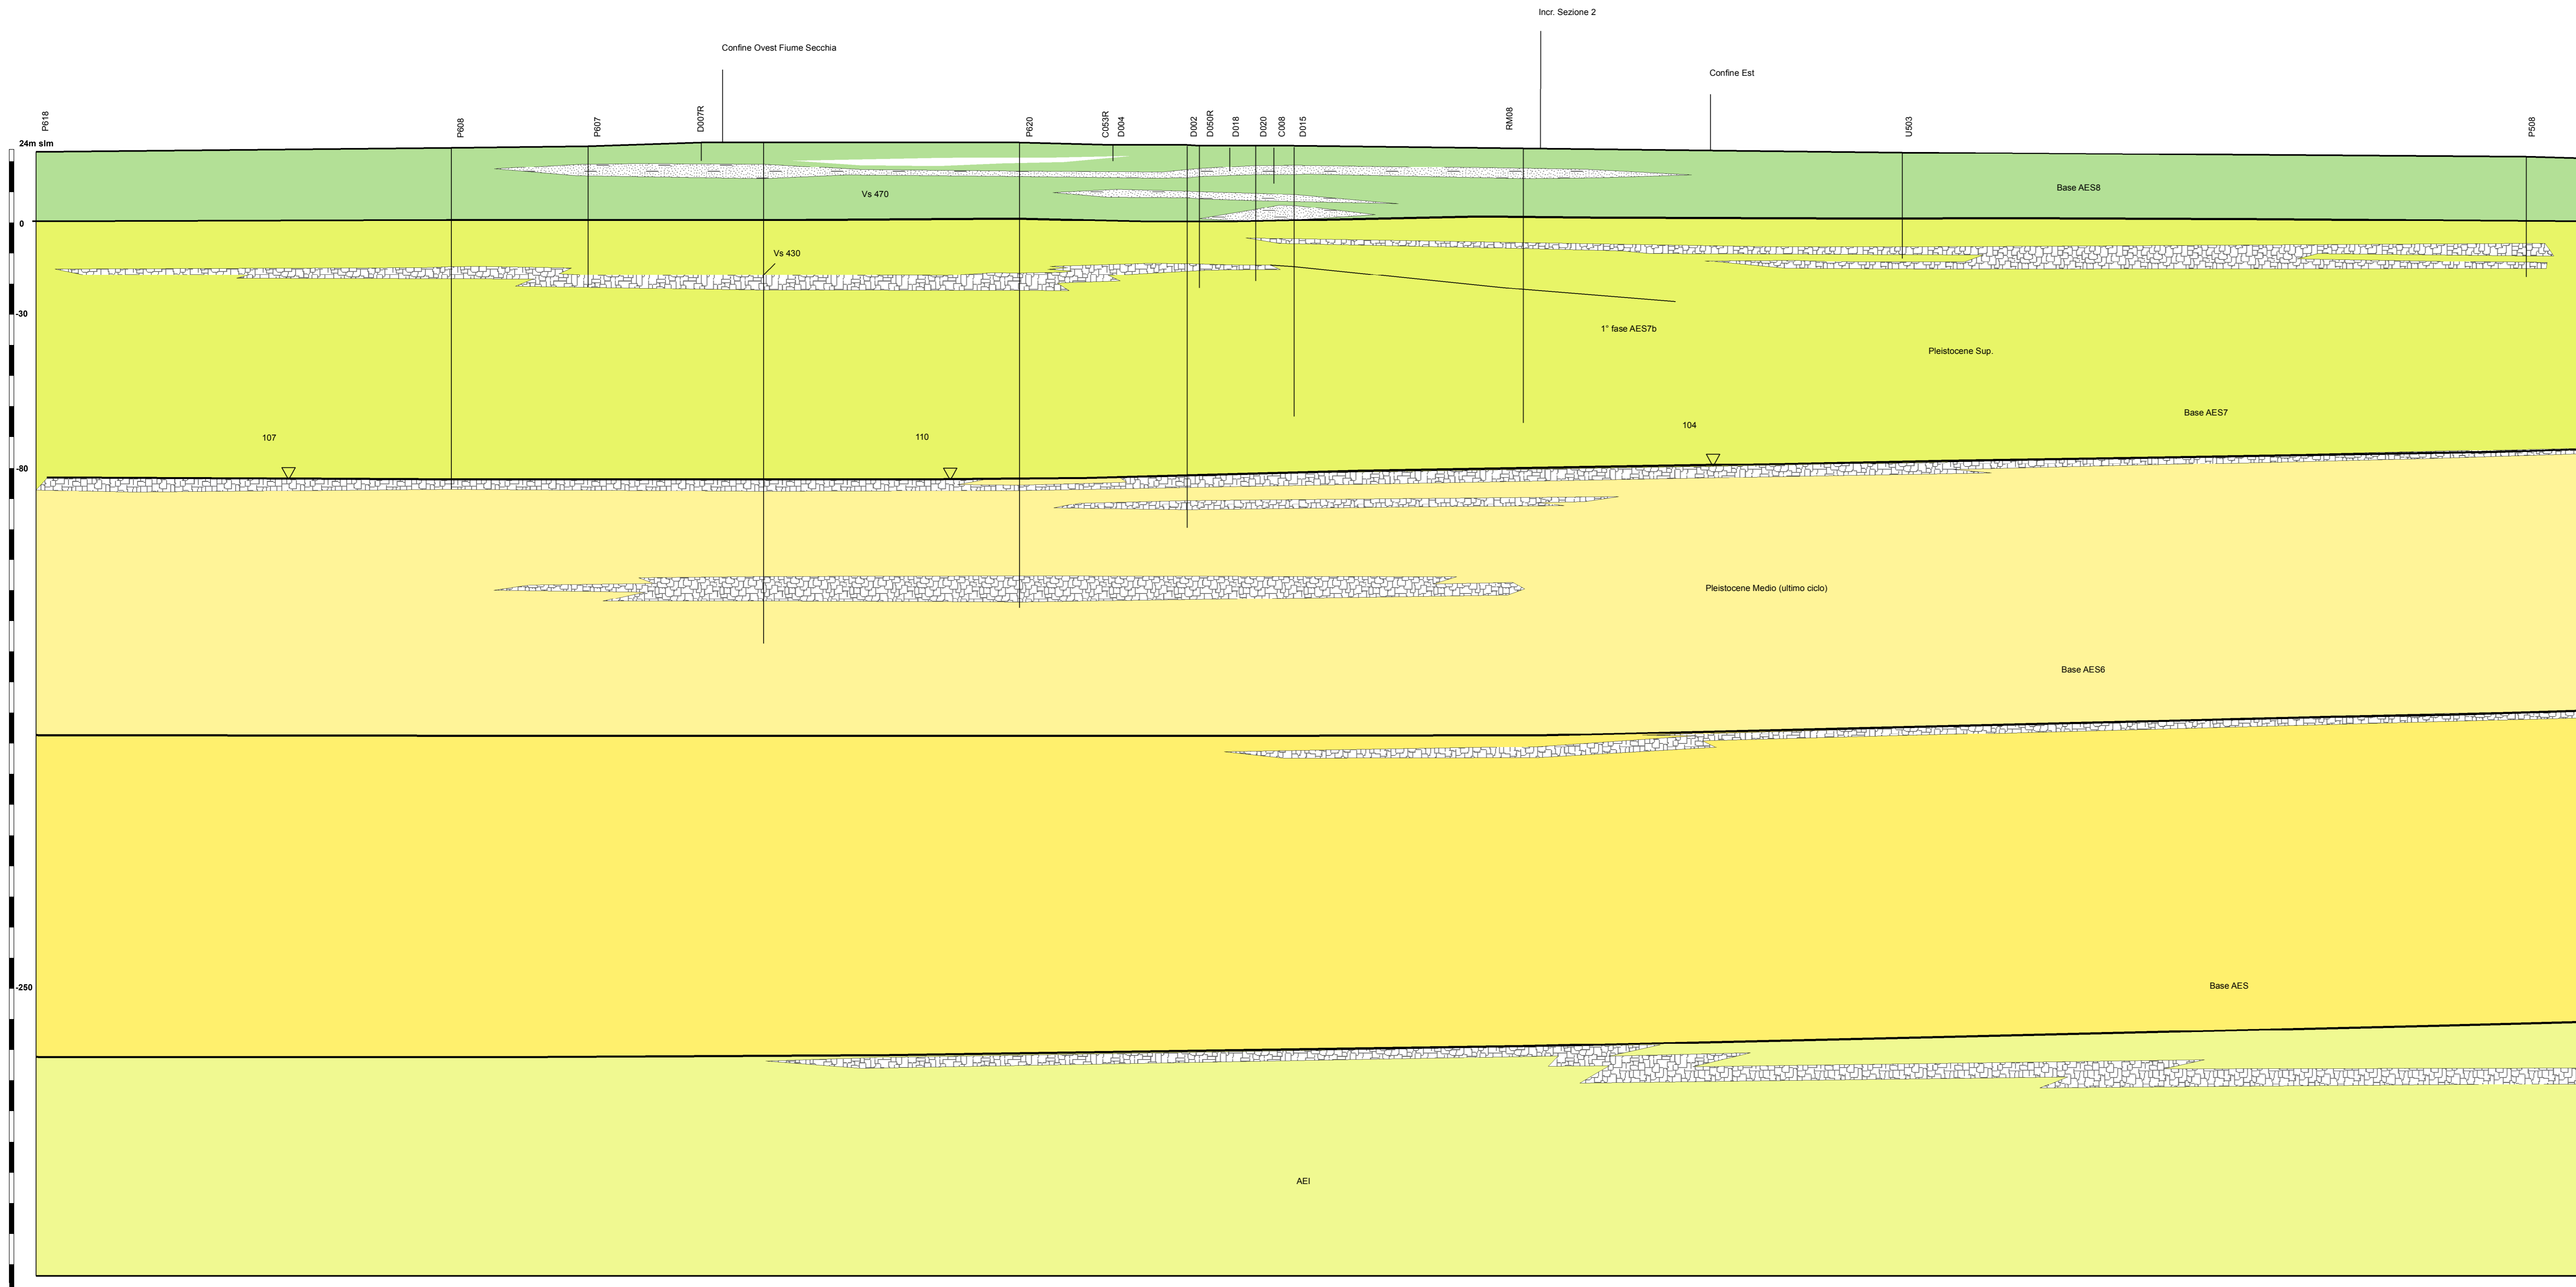 Incr. Sezione 2
Confine Ovest Fiume Secchia
Confine Est
P618
P608
P607
D007R
P620
C053R
D004
D002
D050R
D018
D020
C008
D015
RM08
U503
P508
24m slm
Base AES8
Vs 470
0
Vs 430
-30
1° fase AES7b
Pleistocene Sup.
Base AES7
104
107
110
-80
Pleistocene Medio (ultimo ciclo)
Base AES6
Base AES
-250
AEI